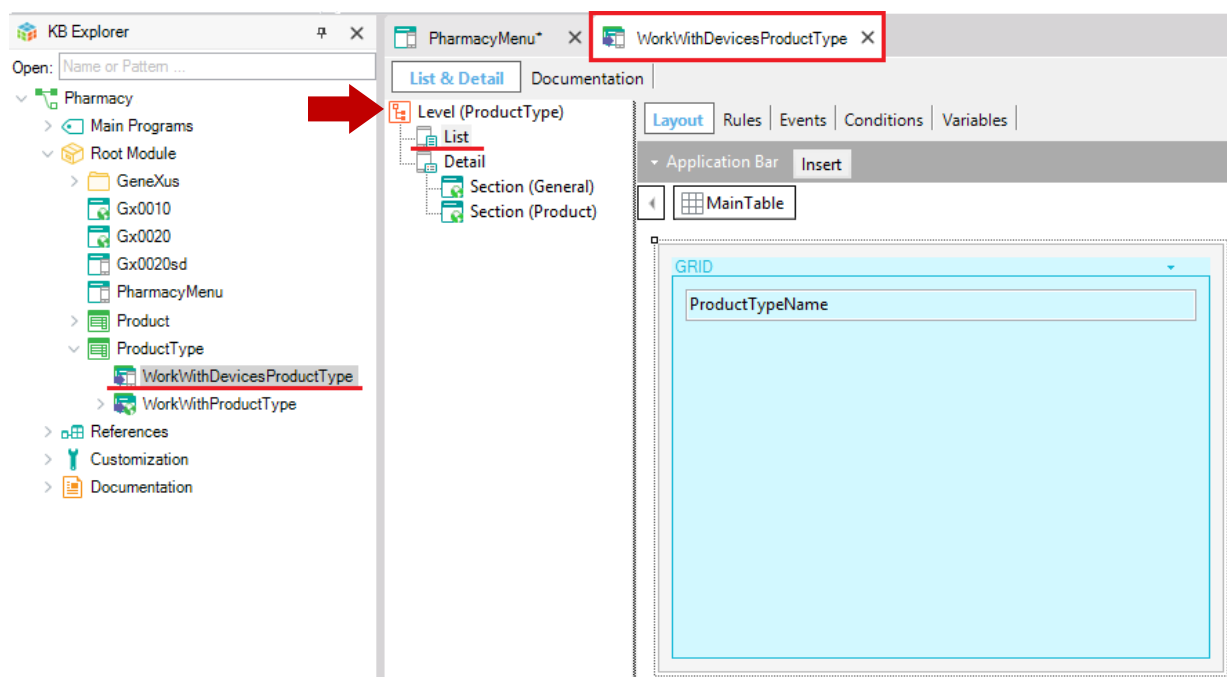 KB Explorer
Open: Name or Pattern ...
Pharmacy
Main Programs
Root Module
GeneXus
Gx0010
Gx0020
Gx0020sd
PharmacyMenu
Product
ProductType
WorkWithDevicesProductType
WorkWithProductType
References
Customization
Documentation
PharmacyMenu*
WorkWithDevicesProductType
List & Detail
Documentation
Level (ProductType)
List
Detail
Section (General)
Section (Product)
Layout
Rules
Events
Conditions
Variables
Application Bar
Insert
MainTable
GRID
ProductTypeName